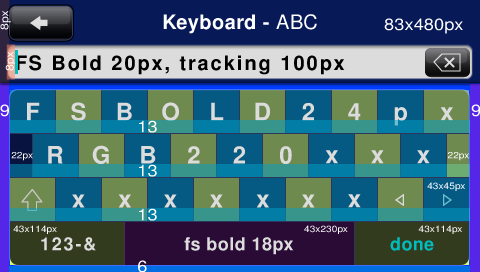 8px
Keyboard - ABC 83x480px
8px FS Bold 20px, tracking 100px
9 F S B O L D 2 4 p x 9
13
22px R G B 2 2 0 x x x 22px
13
x x x x x x x 43x45px
13
43x114px 43x230px 43x114px
123-& fs bold 18px done
6